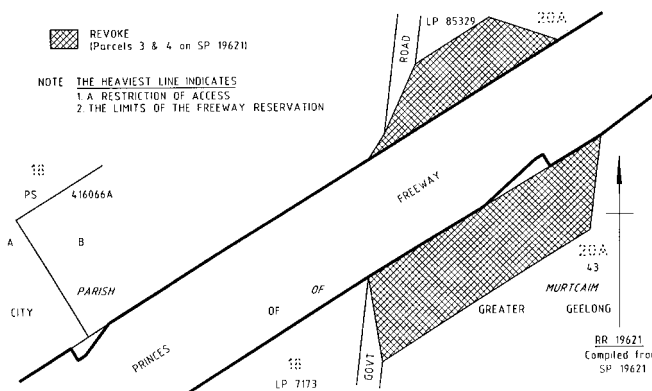 REVOKE
(Parcels 3 & 4 on SP 19621)
NOTE THE HEAVIEST LINE INDICATES
1. A RESTRICTION OF ACCESS
2. THE LIMITS OF THE FREEWAY RESERVATION
ROAD
LP 85329
20A
18
PS 416066A
A B
PARISH
CITY
FREEWAY
PRINCES
OF OF
18
LP 7173
GOVT
20A
43
MURTCAIM
GREATER GEELONG
RR 19621
Compiled from
SP 19621